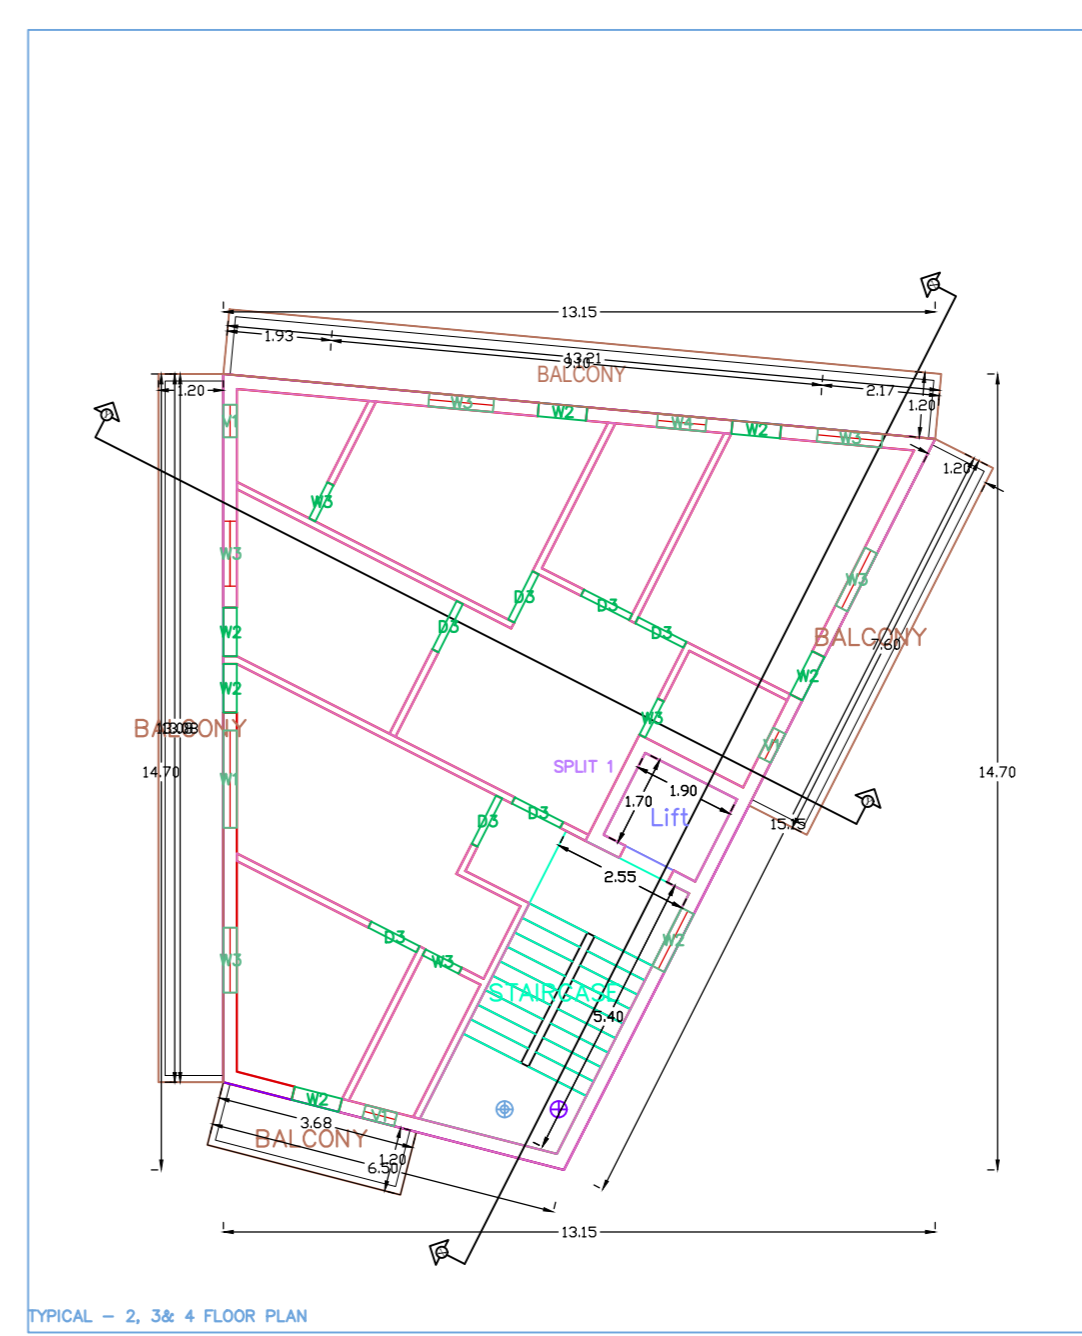 13.15
1.93
13.21
9.10
BALCONY
2.17
1.20
1.20
V1
W3
W2
W4
W2
W3
1.20
W3
W3
W3
D3
D3
D3
D3
W2
BALCONY
7.60
W2
W2
W3
BALCONY
13.08
14.70
14.70
SPLIT 1
V1
W1
1.70
1.90
Lift
D3
D3
15.15
2.55
D3
W3
W2
W3
STAIRCASE
5.40
W2
V1
3.68
BALCONY
1.20
6.50
13.15
TYPICAL - 2, 3& 4 FLOOR PLAN